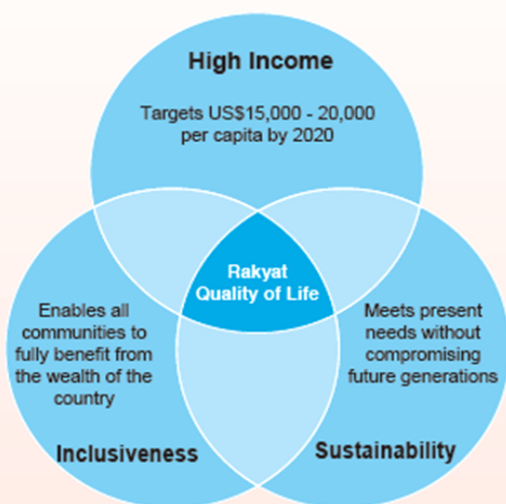 High Income
Targets US$15,000 - 20,000
per capita by 2020
Rakyat
Quality of Life
Enables all
communities to
fully benefit from
the wealth of the
country
Inclusiveness
Meets present
needs without
compromising
future generations
Sustainability